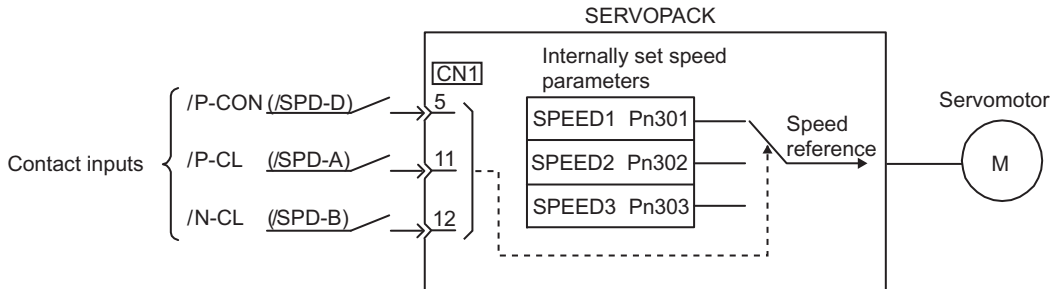 SERVOPACK
Internally set speed
parameters
CN1
/P-CON (/SPD-D)
5
SPEED1 Pn301
Speed
reference
Servomotor
Contact inputs
/P-CL (/SPD-A)
11
SPEED2 Pn302
M
/N-CL (/SPD-B)
12
SPEED3 Pn303